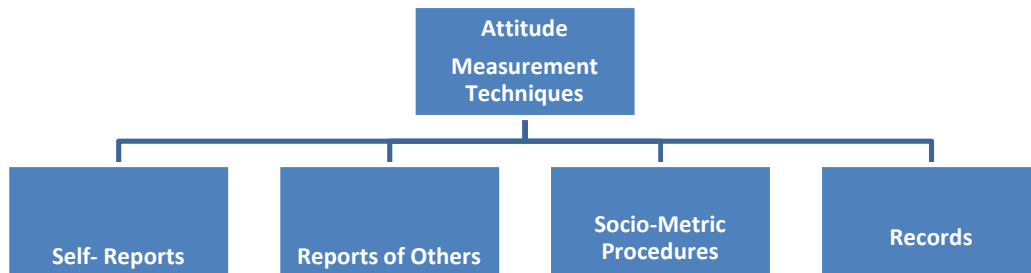 Attitude
Measurement
Techniques
Self- Reports
Reports of Others
Socio-Metric
Procedures
Records